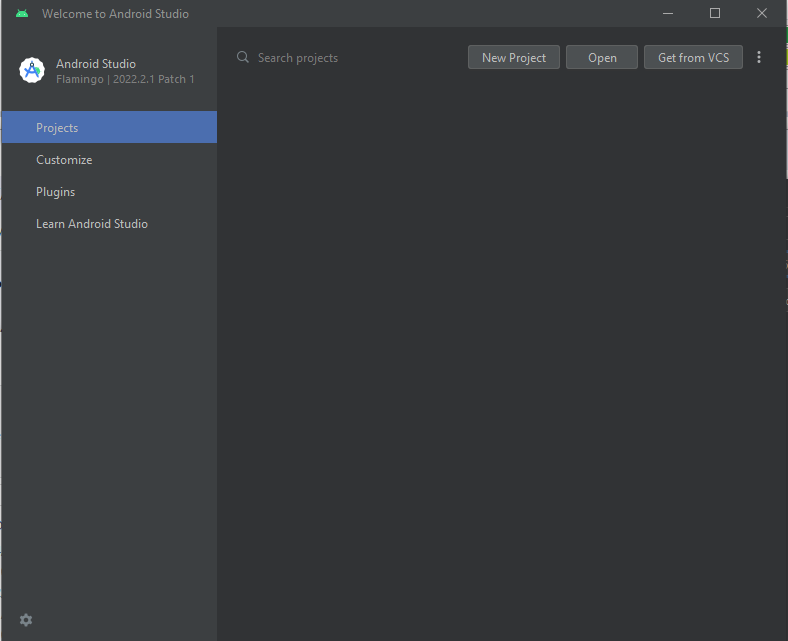 Welcome to Android Studio
Android Studio
Flamingo | 2022.2.1 Patch 1
Search projects
New Project
Open
Get from VCS
Projects
Customize
Plugins
Learn Android Studio